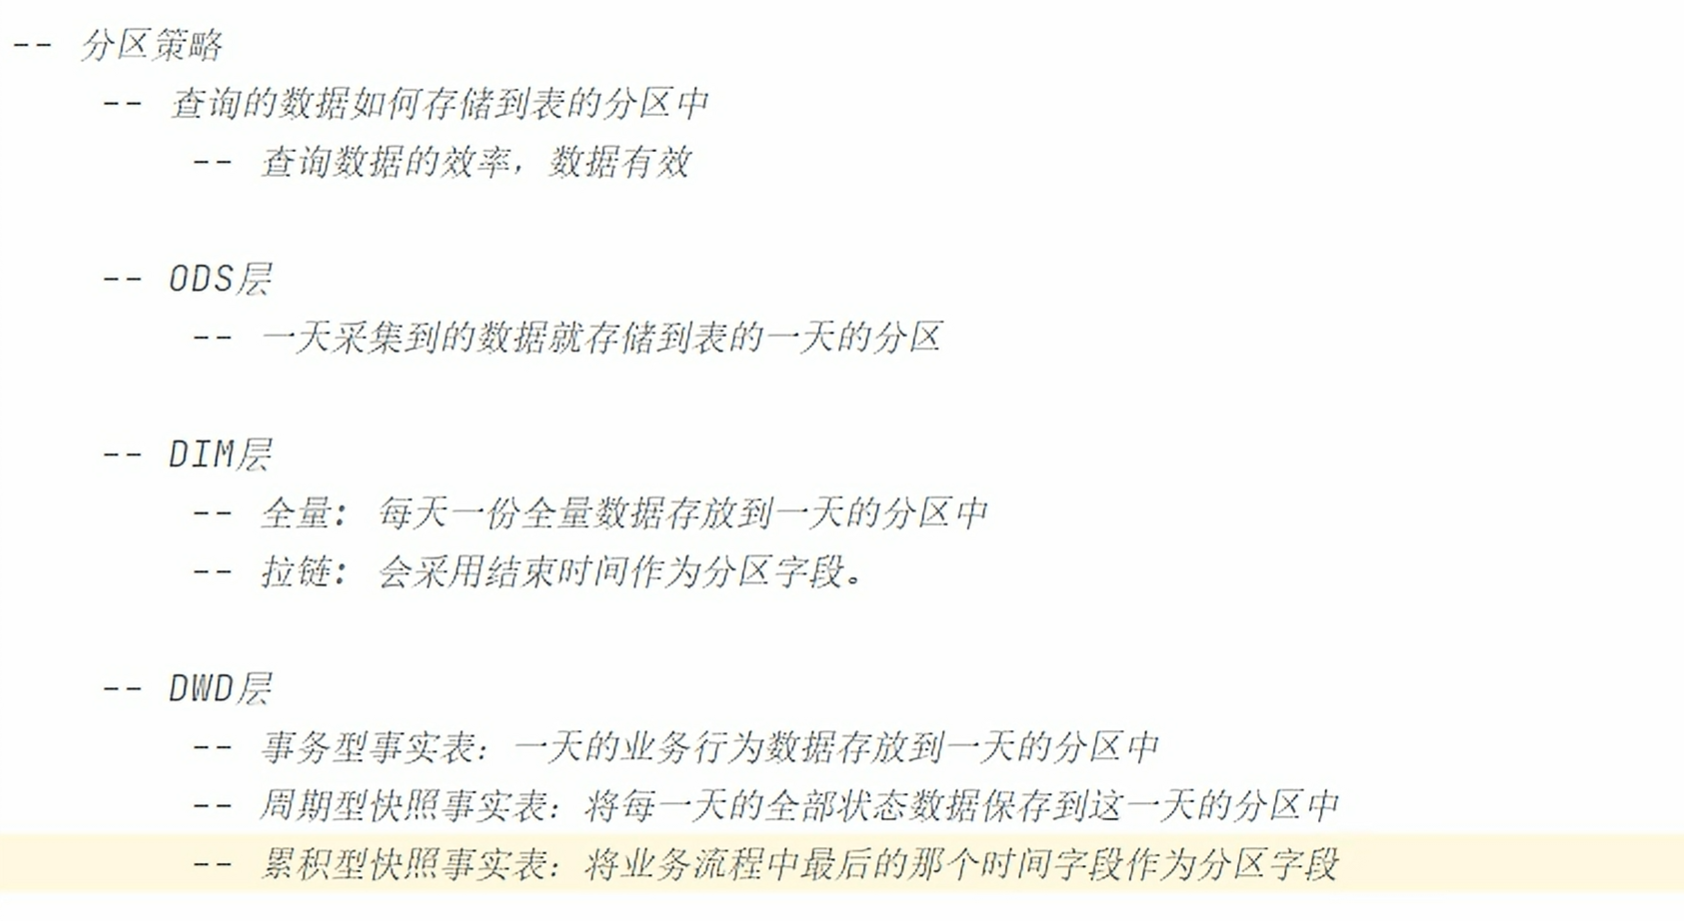 -- 分区策略
-- 查询的数据如何存储到表的分区中
-- 查询数据的效率，数据有效
-- ODS层
-- 一天采集到的数据就存储到表的一天的分区
-- DIM层
-- 全量: 每天一份全量数据存放到一天的分区中
-- 拉链: 会采用结束时间作为分区字段。
-- DWD层
-- 事务型事实表：一天的业务行为数据存放到一天的分区中
-- 周期型快照事实表：将每一天的全部状态数据保存到这一天的分区中
-- 累积型快照事实表：将业务流程中最后的那个时间字段作为分区字段